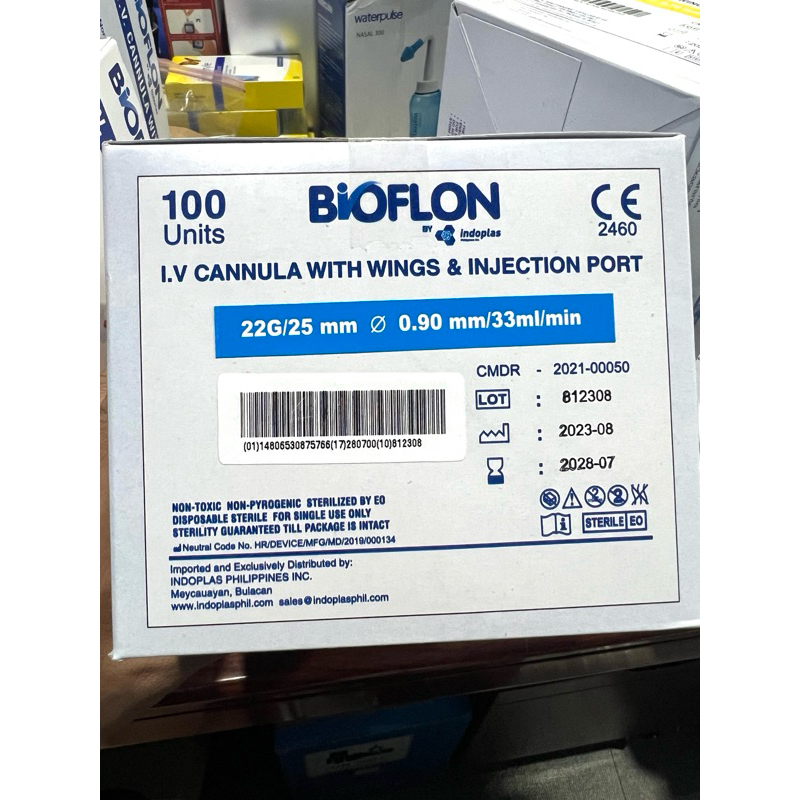 waterpulse
NASAL
BIOFLON
I.V. CANNULA
100
Units
BIOFLON
BY indoplas
CE
2460
I.V CANNULA WITH WINGS & INJECTION PORT
22G/25 mm Ø 0.90 mm/33ml/min
CMDR - 2021-00050
LOT : 812308
: 2023-08
: 2028-07
(01)14806530875766(17)280700(10)812308
NON-TOXIC NON-PYROGENIC STERILIZED BY EO
DISPOSABLE STERILE FOR SINGLE USE ONLY
STERILITY GUARANTEED TILL PACKAGE IS INTACT
Neutral Code No. HR/DEVICE/MFG/MD/2019/000134
STERILE EO
Imported and Exclusively Distributed by:
INDOPLAS PHILIPPINES INC.
Meycauayan, Bulacan
www.indoplasphil.com sales@indoplasphil.com